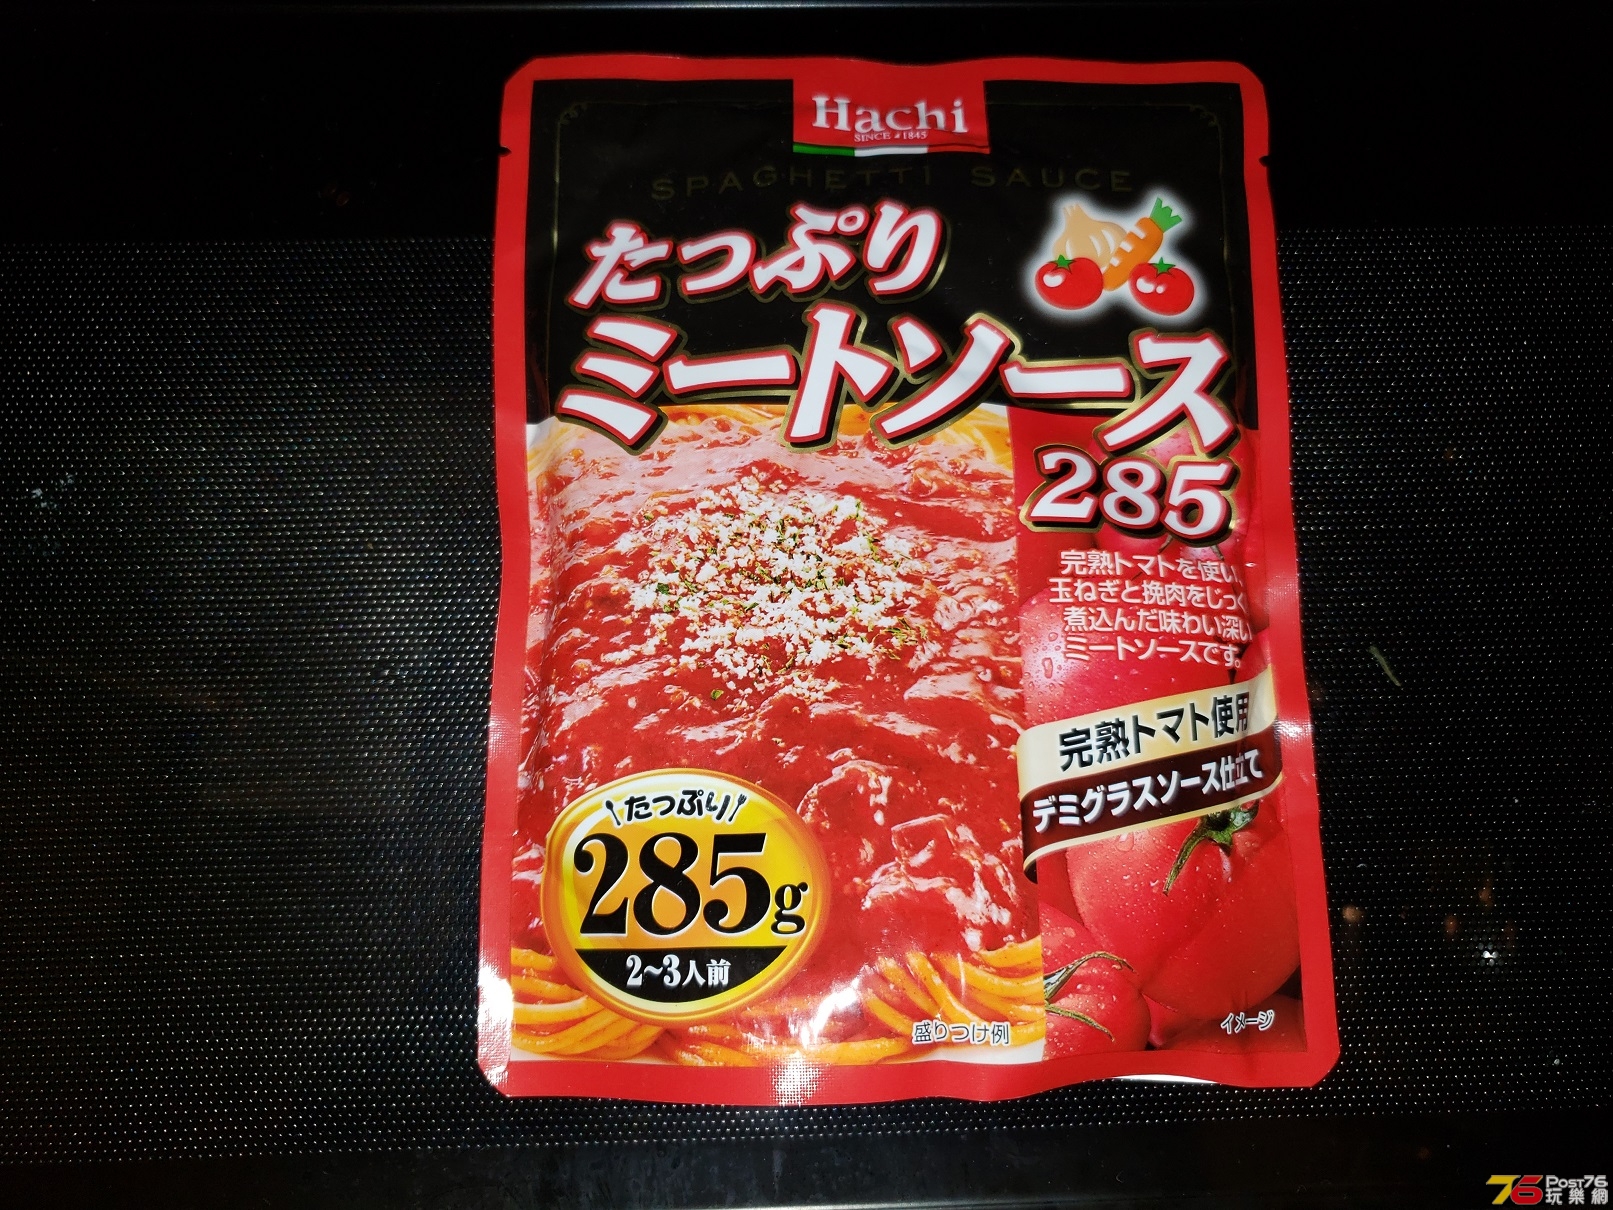 Hachi
SINCE 1845
SPAGHETTI SAUCE
たっぷり
ミートソース
285
完熟トマトを使い、
玉ねぎと挽肉をじっく
煮込んだ味わい深い
ミートソースです。
完熟トマト使用
デミグラスソース仕立て
たっぷり
285g
2~3人前
盛りつけ例
イメージ
76 POST76
玩樂網